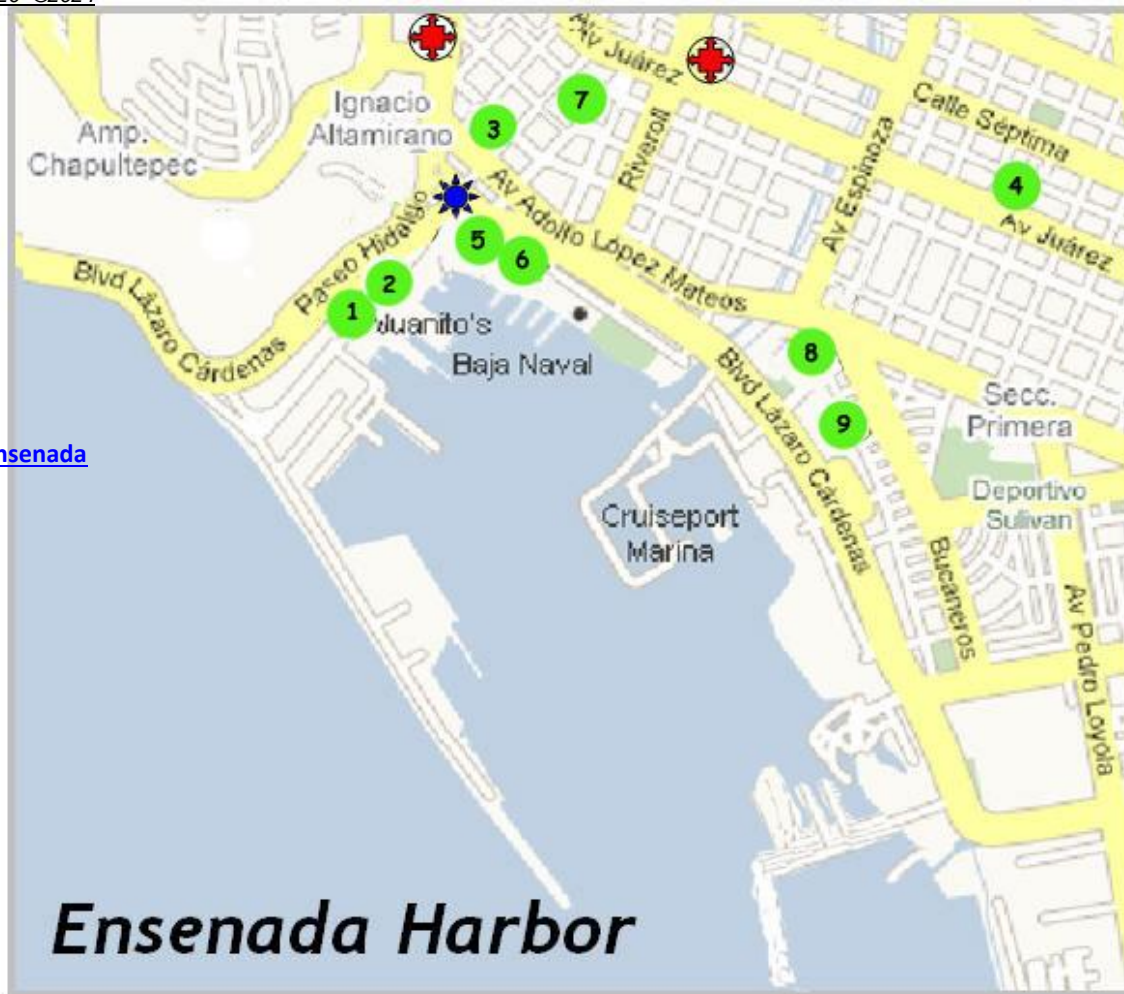 Av Juárez
7
Calle Séptima
Ignacio
Altamirano
Amp.
Chapultepec
3
Riveroll
Av Espinoza
4
Av Adolfo López Mateos
Av Juárez
Paseo Hidalgo
5
6
Blvd Lázaro Cárdenas
2
1
Juanito's
Baja Naval
8
Blvd Lázaro Cárdenas
9
Secc.
Primera
nsenada
Deportivo
Sulivan
Cruiseport
Marina
Bucaneros
Av Pedro Loyola
Ensenada Harbor